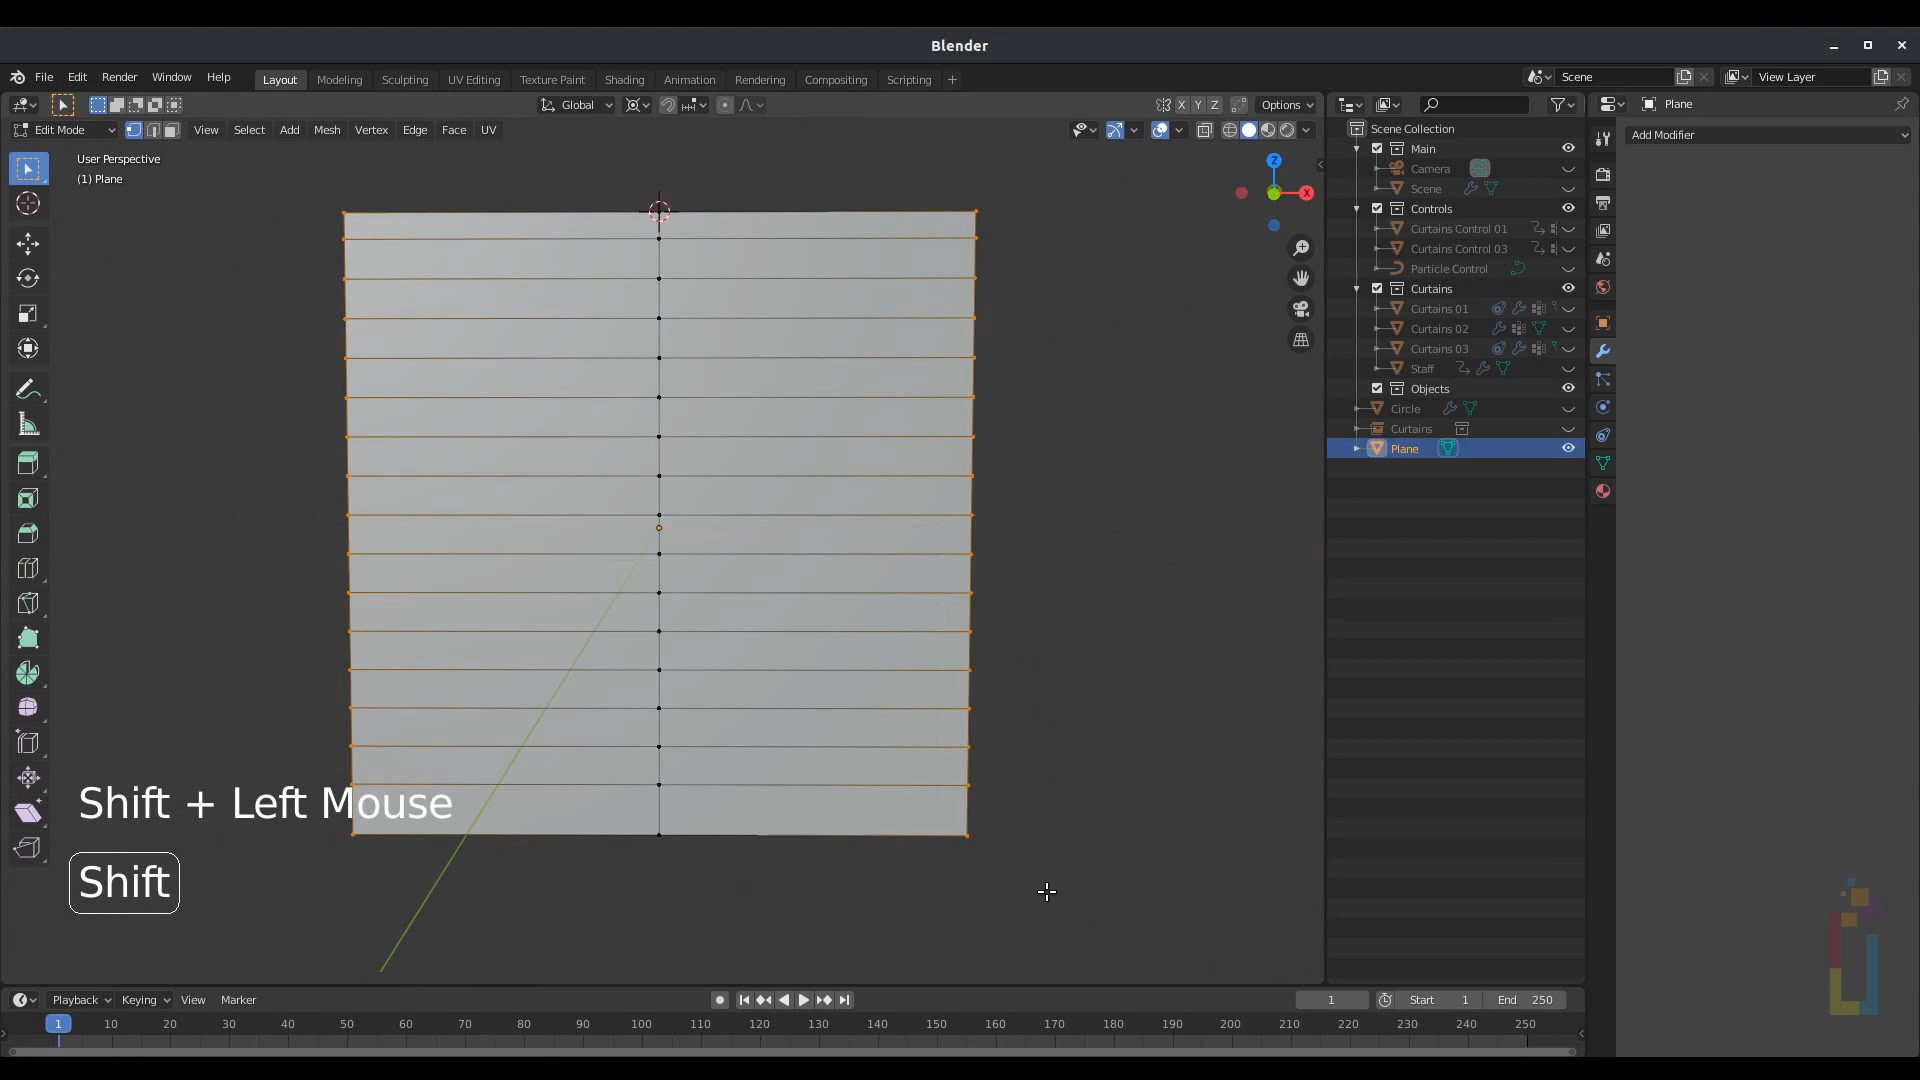 Blender
File Edit Render Window Help
Layout Modeling Sculpting UV Editing Texture Paint Shading Animation Rendering Compositing Scripting +
Scene
View Layer
Global
X Y Z
Options
Plane
Edit Mode
View Select Add Mesh Vertex Edge Face UV
Scene Collection
Add Modifier
Main
User Perspective
(1) Plane
Z
X
Camera
Scene
Controls
Curtains Control 01
Curtains Control 03
Particle Control
Curtains
Curtains 01
Curtains 02
Curtains 03
Staff
Objects
Circle
Curtains
Plane
Shift + Left Mouse
Shift
Playback Keying View Marker
1
Start 1
End 250
1 10 20 30 40 50 60 70 80 90 100 110 120 130 140 150 160 170 180 190 200 210 220 230 240 250